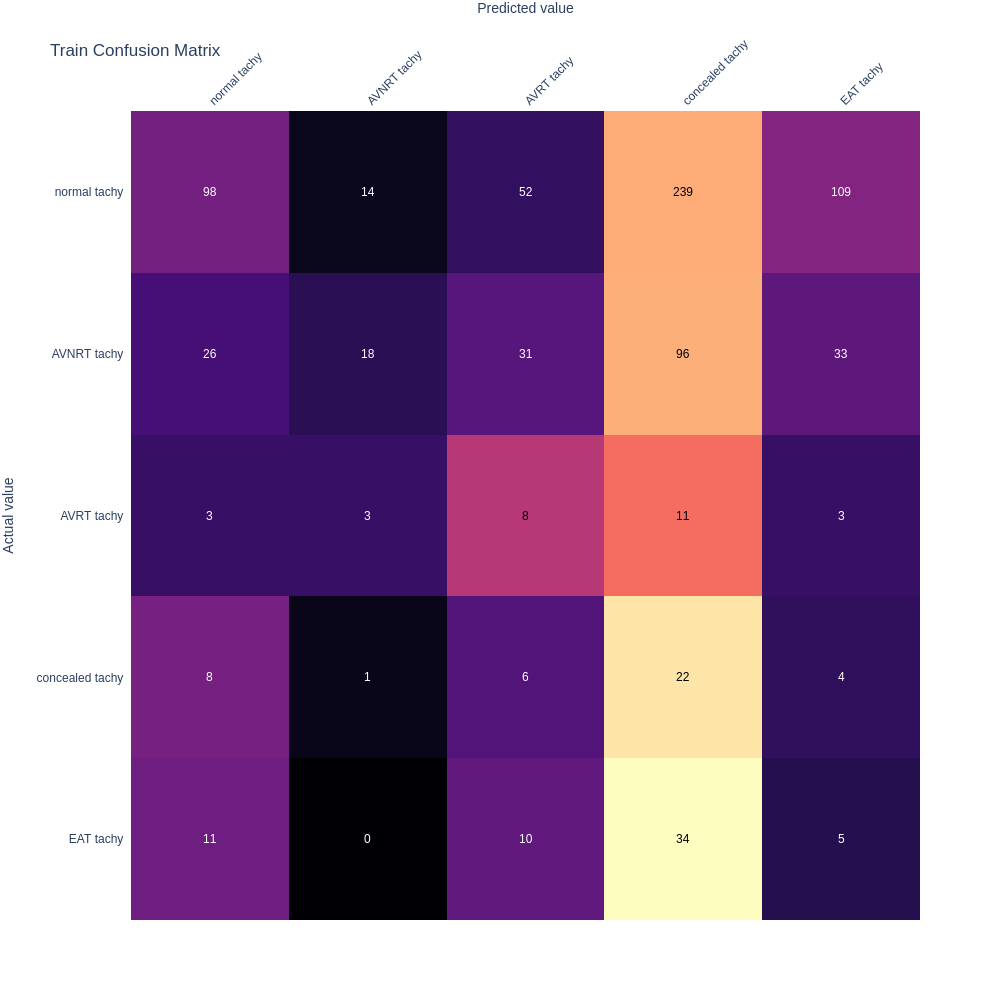 Predicted value
Train Confusion Matrix
normal tachy
AVNRT tachy
AVRT tachy
concealed tachy
EAT tachy
Actual value
normal tachy 98 14 52 239 109
AVNRT tachy 26 18 31 96 33
AVRT tachy 3 3 8 11 3
concealed tachy 8 1 6 22 4
EAT tachy 11 0 10 34 5